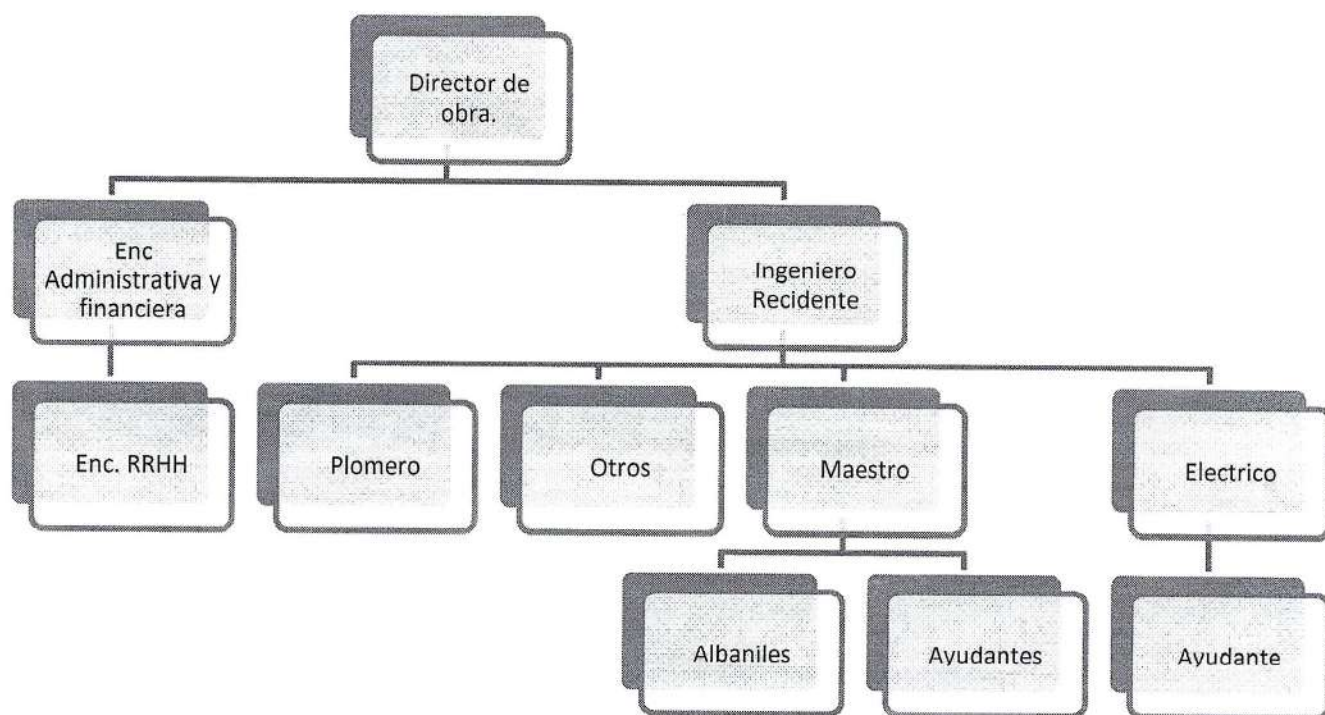 Director de
obra.
Enc
Administrativa y
financiera
Ingeniero
Recidente
Enc. RRHH
Plomero
Otros
Maestro
Electrico
Albaniles
Ayudantes
Ayudante